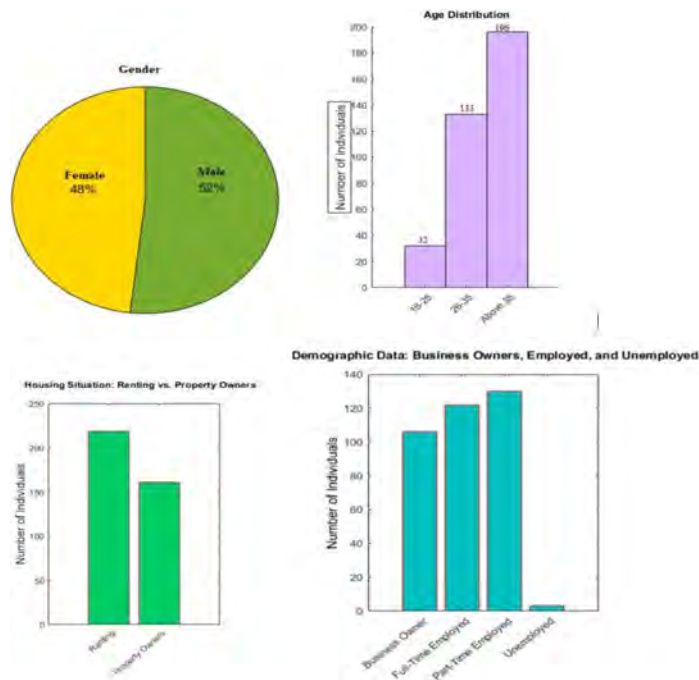 Gender
Female
48%
Male
52%
Age Distribution
Number of Individuals
200
180
140
120
100
80
60
40
20
0
196
133
32
18-25
26-35
Above 35
Housing Situation: Renting vs. Property Owners
Number of Individuals
250
200
150
100
50
0
Renting
Property Owners
Demographic Data: Business Owners, Employed, and Unemployed
Number of Individuals
140
120
100
80
60
40
20
0
Business Owner
Full-Time Employed
Part-Time Employed
Unemployed